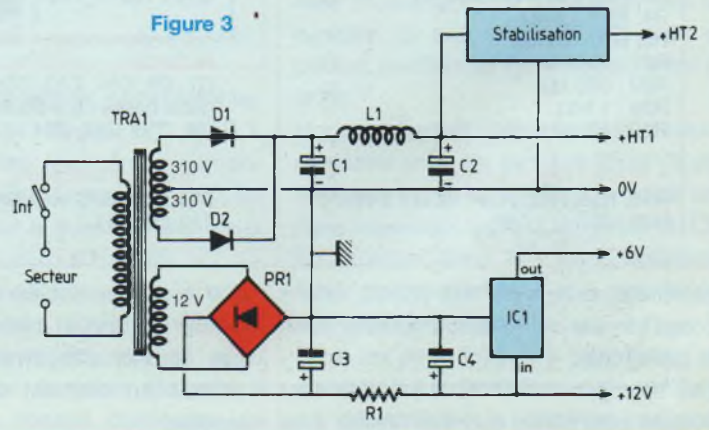 Figure 3
Stabilisation
+HT2
TRA1
D1
L1
+HT1
310 V
+
C1
-
+
C2
-
Int
310 V
0V
D2
Secteur
12 V
PR1
+6V
out
IC1
in
C3
+
C4
+
R1
+12V